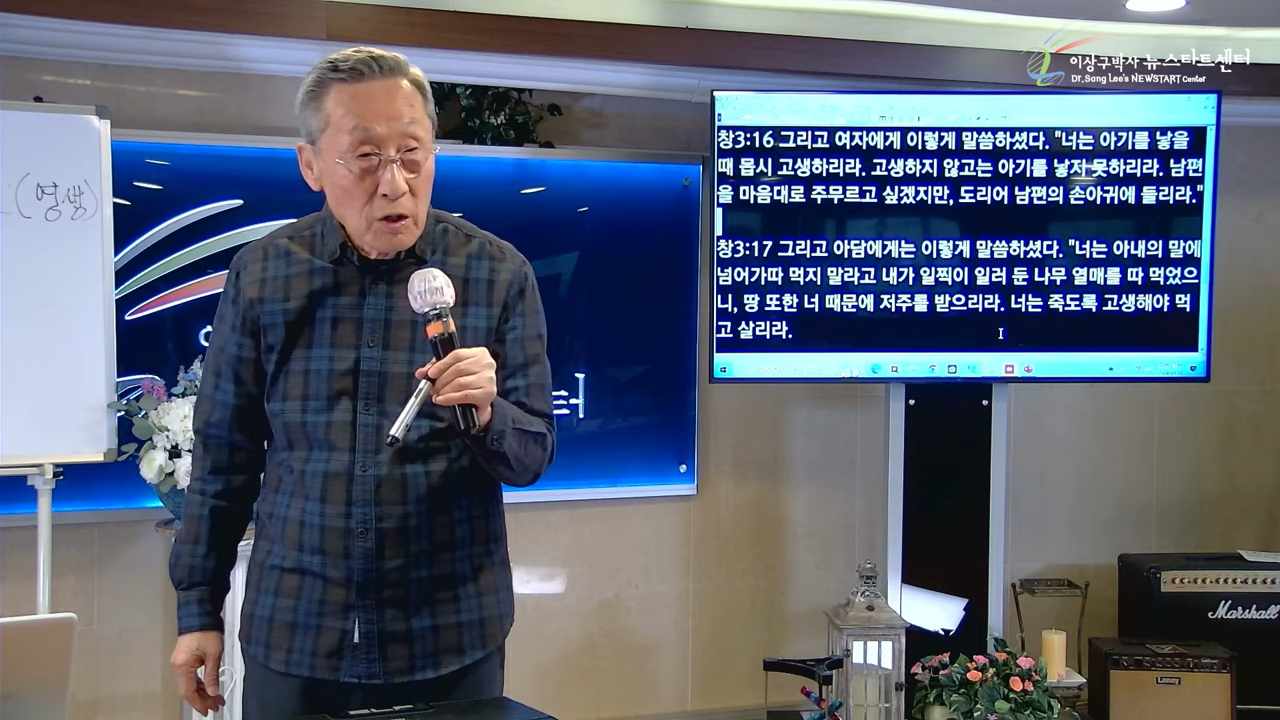 이상구박사 뉴스타트센터
Dr. Sang Lee's NEWSTART Center
(영생)
창3:16 그리고 여자에게 이렇게 말씀하셨다. "너는 아기를 낳을
때 몹시 고생하리라. 고생하지 않고는 아기를 낳지 못하리라. 남편
을 마음대로 주무르고 싶겠지만, 도리어 남편의 손아귀에 들리라."
창3:17 그리고 아담에게는 이렇게 말씀하셨다. "너는 아내의 말에
넘어가따 먹지 말라고 내가 일찍이 일러 둔 나무 열매를 따 먹었으
니, 땅 또한 너 때문에 저주를 받으리라. 너는 죽도록 고생해야 먹
고 살리라.
터
Marshall
Laney